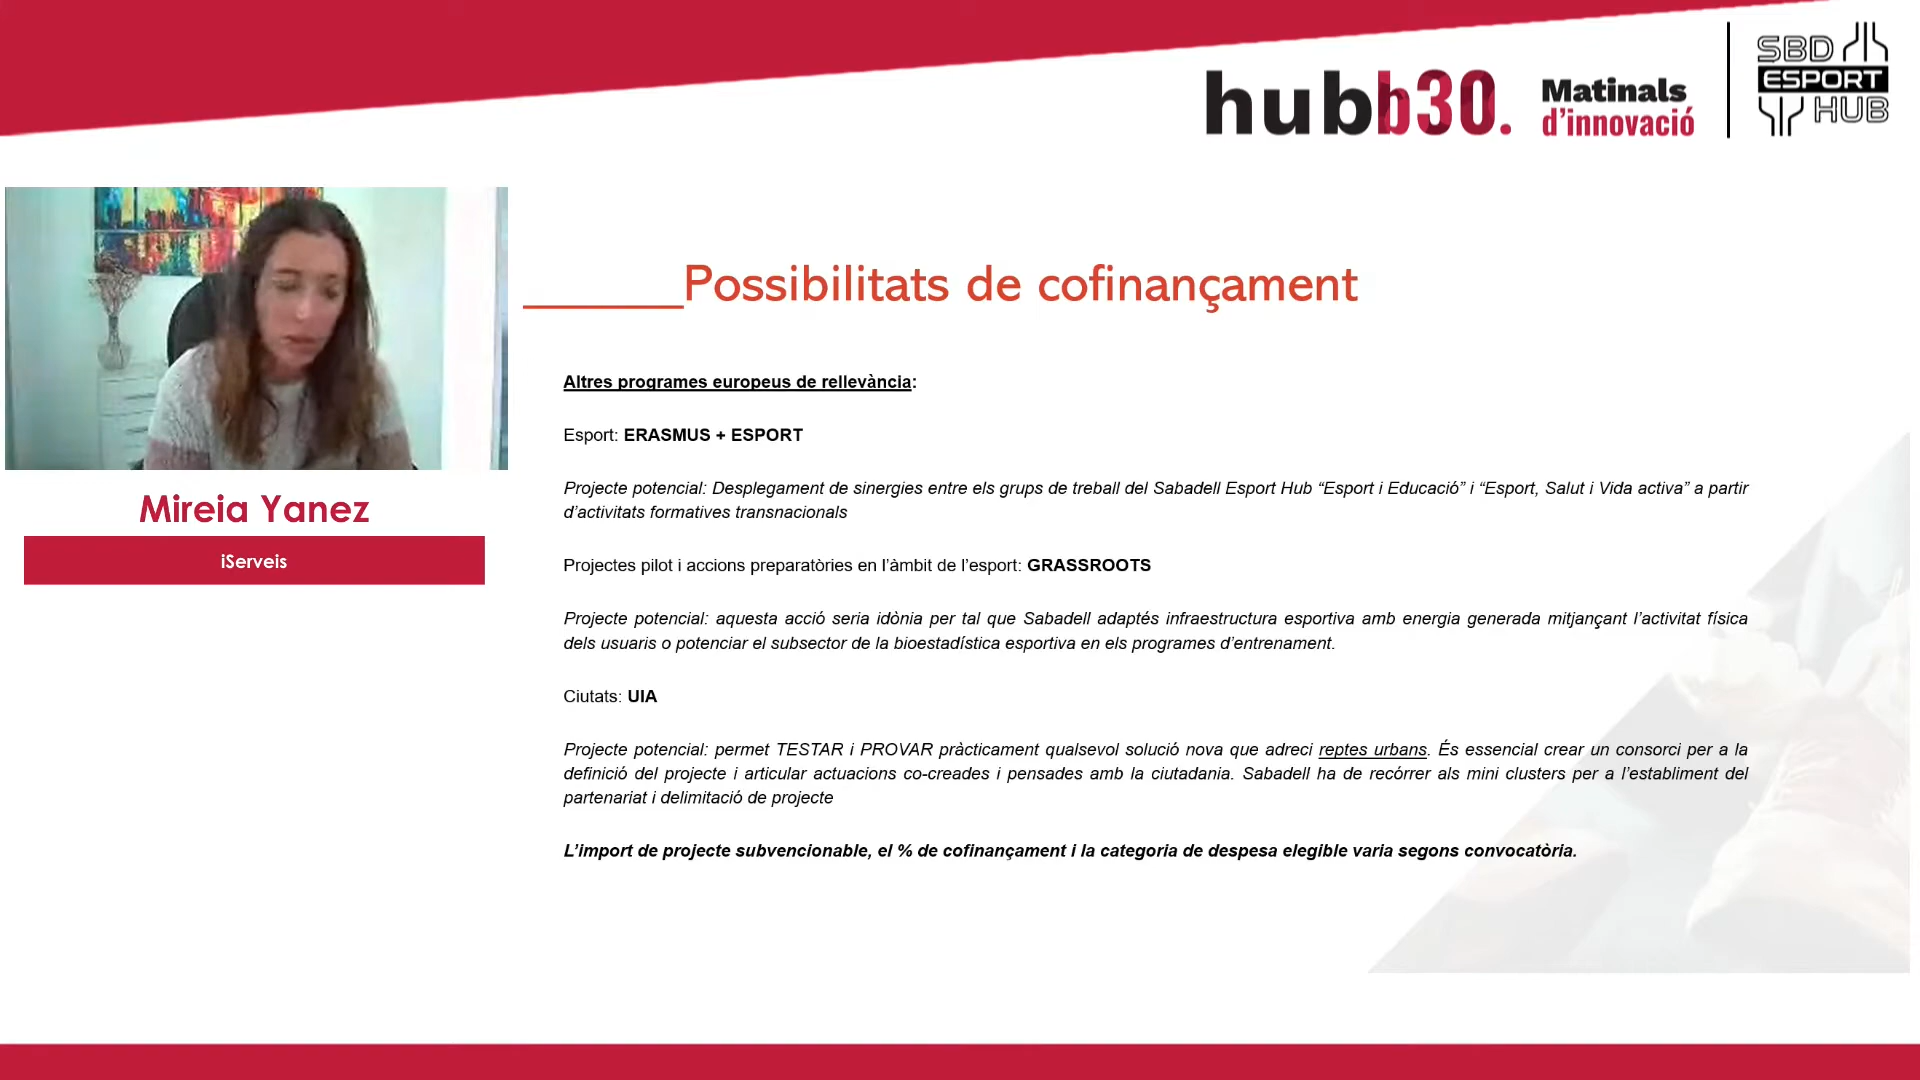 hubb30.
Matinals
d'innovació
SBD
ESPORT
HUB
Possibilitats de cofinançament
Altres programes europeus de rellevància:
Esport: ERASMUS + ESPORT
Projecte potencial: Desplegament de sinergies entre els grups de treball del Sabadell Esport Hub “Esport i Educació” i “Esport, Salut i Vida activa” a partir
d’activitats formatives transnacionals
Mireia Yanez
iServeis
Projectes pilot i accions preparatòries en l’àmbit de l’esport: GRASSROOTS
Projecte potencial: aquesta acció seria idònia per tal que Sabadell adaptés infraestructura esportiva amb energia generada mitjançant l’activitat física
dels usuaris o potenciar el subsector de la bioestadística esportiva en els programes d’entrenament.
Ciutats: UIA
Projecte potencial: permet TESTAR i PROVAR pràcticament qualsevol solució nova que adreci reptes urbans. És essencial crear un consorci per a la
definició del projecte i articular actuacions co-creades i pensades amb la ciutadania. Sabadell ha de recórrer als mini clusters per a l’establiment del
partenariat i delimitació de projecte
L’import de projecte subvencionable, el % de cofinançament i la categoria de despesa elegible varia segons convocatòria.